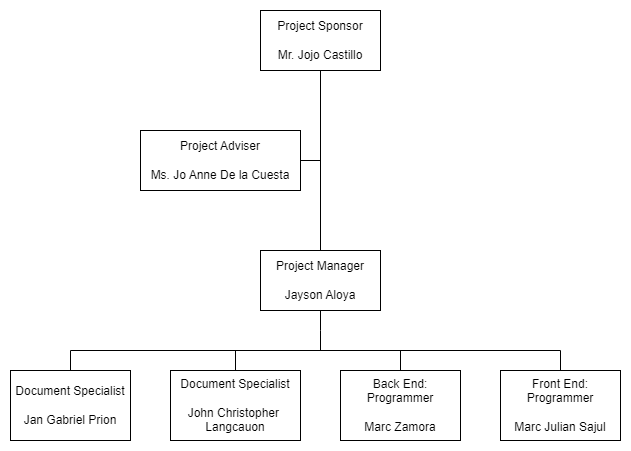 Project Sponsor
Mr. Jojo Castillo
Project Adviser
Ms. Jo Anne De la Cuesta
Project Manager
Jayson Aloya
Document Specialist
Jan Gabriel Prion
Document Specialist
John Christopher
Langcauon
Back End:
Programmer
Marc Zamora
Front End:
Programmer
Marc Julian Sajul